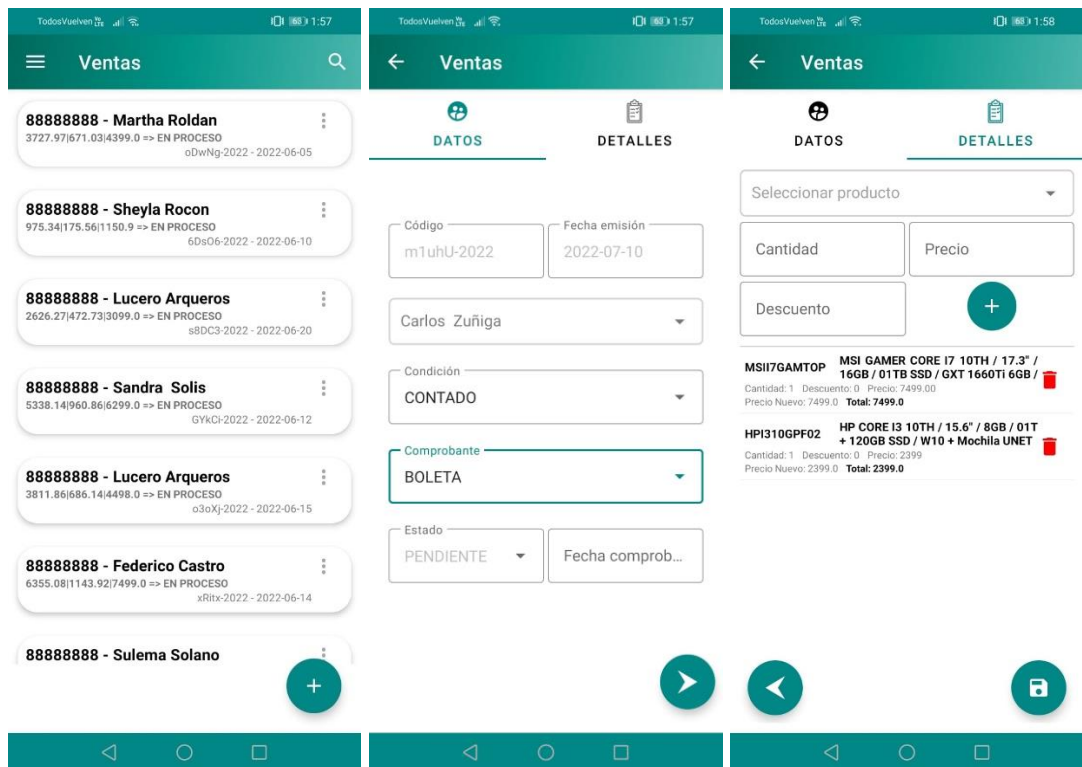 TodosVuelven 63 1:57
Ventas
88888888 - Martha Roldan
3727.97|671.03|4399.0 => EN PROCESO
oDwNg-2022 - 2022-06-05
88888888 - Sheyla Rocon
975.34|175.56|1150.9 => EN PROCESO
6DsO6-2022 - 2022-06-10
88888888 - Lucero Arqueros
2626.27|472.73|3099.0 => EN PROCESO
s8DC3-2022 - 2022-06-20
88888888 - Sandra Solis
5338.14|960.86|6299.0 => EN PROCESO
GYkCi-2022 - 2022-06-12
88888888 - Lucero Arqueros
3811.86|686.14|4498.0 => EN PROCESO
o3oXj-2022 - 2022-06-15
88888888 - Federico Castro
6355.08|1143.92|7499.0 => EN PROCESO
xRitx-2022 - 2022-06-14
88888888 - Sulema Solano
+
TodosVuelven 63 1:57
Ventas
DATOS DETALLES
Código Fecha emisión
m1uhU-2022 2022-07-10
Carlos Zuñiga
Condición
CONTADO
Comprobante
BOLETA
Estado
PENDIENTE Fecha comprob...
TodosVuelven 63 1:58
Ventas
DATOS DETALLES
Seleccionar producto
Cantidad Precio
Descuento +
MSII7GAMTOP MSI GAMER CORE I7 10TH / 17.3" /
16GB / 01TB SSD / GXT 1660Ti 6GB /
Cantidad: 1 Descuento: 0 Precio: 7499.00
Precio Nuevo: 7499.0 Total: 7499.0
HPI310GPF02 HP CORE I3 10TH / 15.6" / 8GB / 01T
+ 120GB SSD / W10 + Mochila UNET
Cantidad: 1 Descuento: 0 Precio: 2399
Precio Nuevo: 2399.0 Total: 2399.0